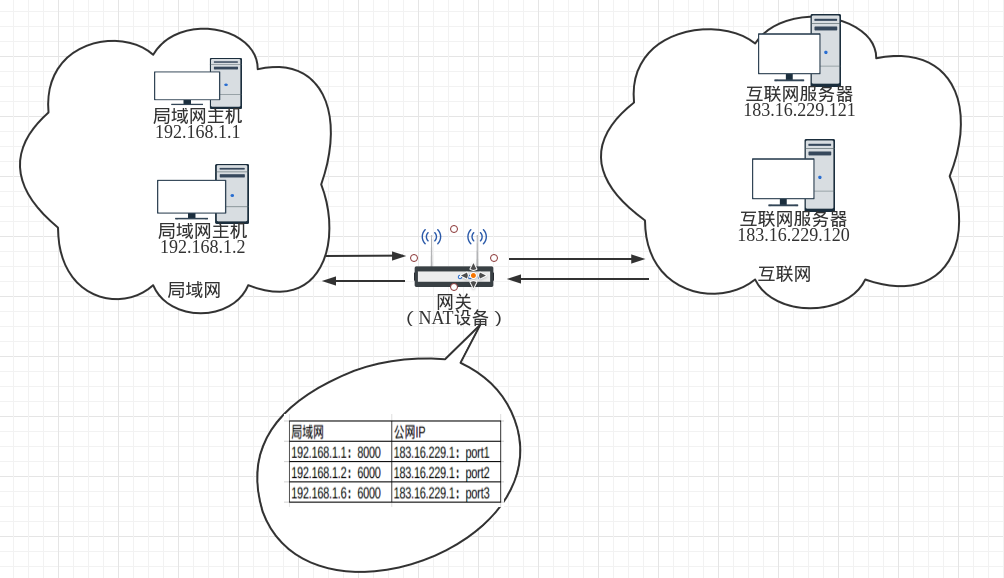 局域网主机
192.168.1.1
局域网主机
192.168.1.2
局域网
网关
（NAT设备）
互联网服务器
183.16.229.121
互联网服务器
183.16.229.120
互联网
局域网 公网IP
192.168.1.1：8000 183.16.229.1：port1
192.168.1.2：6000 183.16.229.1：port2
192.168.1.6：6000 183.16.229.1：port3